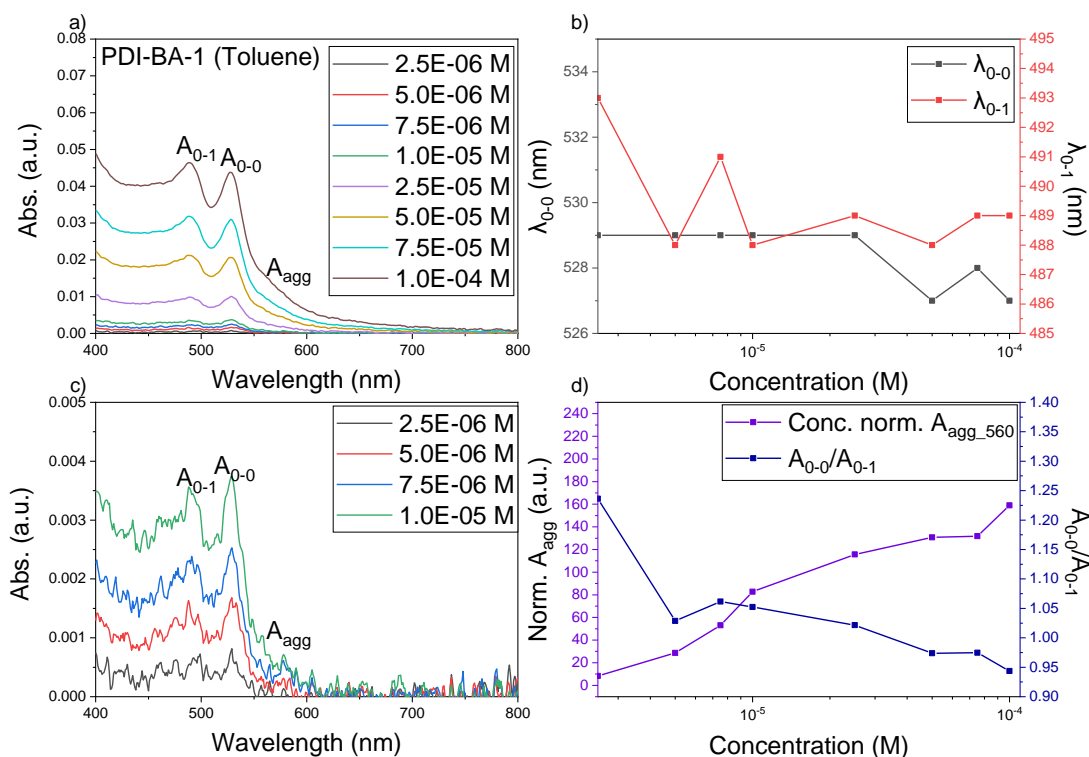 a)
PDI-BA-1 (Toluene)
2.5E-06 M
5.0E-06 M
7.5E-06 M
1.0E-05 M
2.5E-05 M
5.0E-05 M
7.5E-05 M
1.0E-04 M
A0-1
A0-0
Aagg
0.08
0.07
0.06
0.05
0.04
0.03
0.02
0.01
0.00
Abs. (a.u.)
400 500 600 700 800
Wavelength (nm)
b)
λ0-0
λ0-1
534
532
530
528
526
λ0-0 (nm)
495
494
493
492
491
490
489
488
487
486
485
λ0-1 (nm)
10-5 10-4
Concentration (M)
c)
2.5E-06 M
5.0E-06 M
7.5E-06 M
1.0E-05 M
A0-1
A0-0
Aagg
0.005
0.004
0.003
0.002
0.001
0.000
Abs. (a.u.)
400 500 600 700 800
Wavelength (nm)
d)
Conc. norm. Aagg_560
A0-0/A0-1
240
220
200
180
160
140
120
100
80
60
40
20
0
Norm. Aagg (a.u.)
1.40
1.35
1.30
1.25
1.20
1.15
1.10
1.05
1.00
0.95
0.90
A0-0/A0-1
10-5 10-4
Concentration (M)